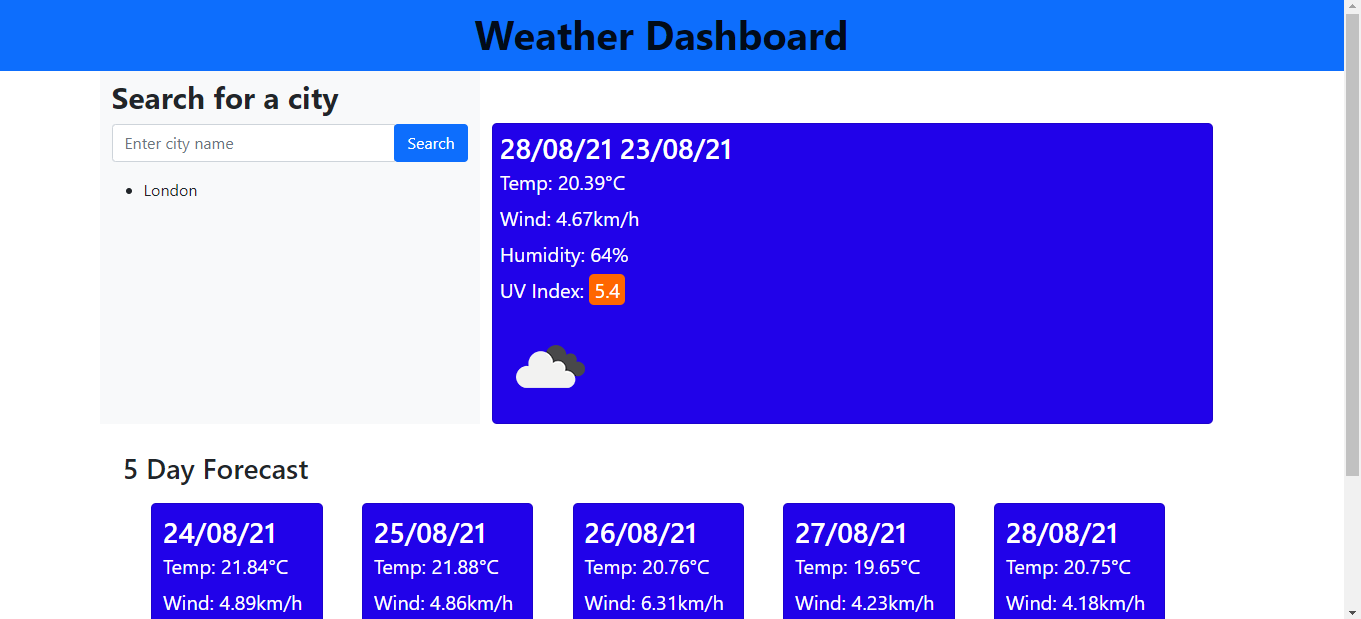 Weather Dashboard
Search for a city
Enter city name
Search
London
28/08/21 23/08/21
Temp: 20.39°C
Wind: 4.67km/h
Humidity: 64%
UV Index: 5.4
5 Day Forecast
24/08/21
Temp: 21.84°C
Wind: 4.89km/h
25/08/21
Temp: 21.88°C
Wind: 4.86km/h
26/08/21
Temp: 20.76°C
Wind: 6.31km/h
27/08/21
Temp: 19.65°C
Wind: 4.23km/h
28/08/21
Temp: 20.75°C
Wind: 4.18km/h